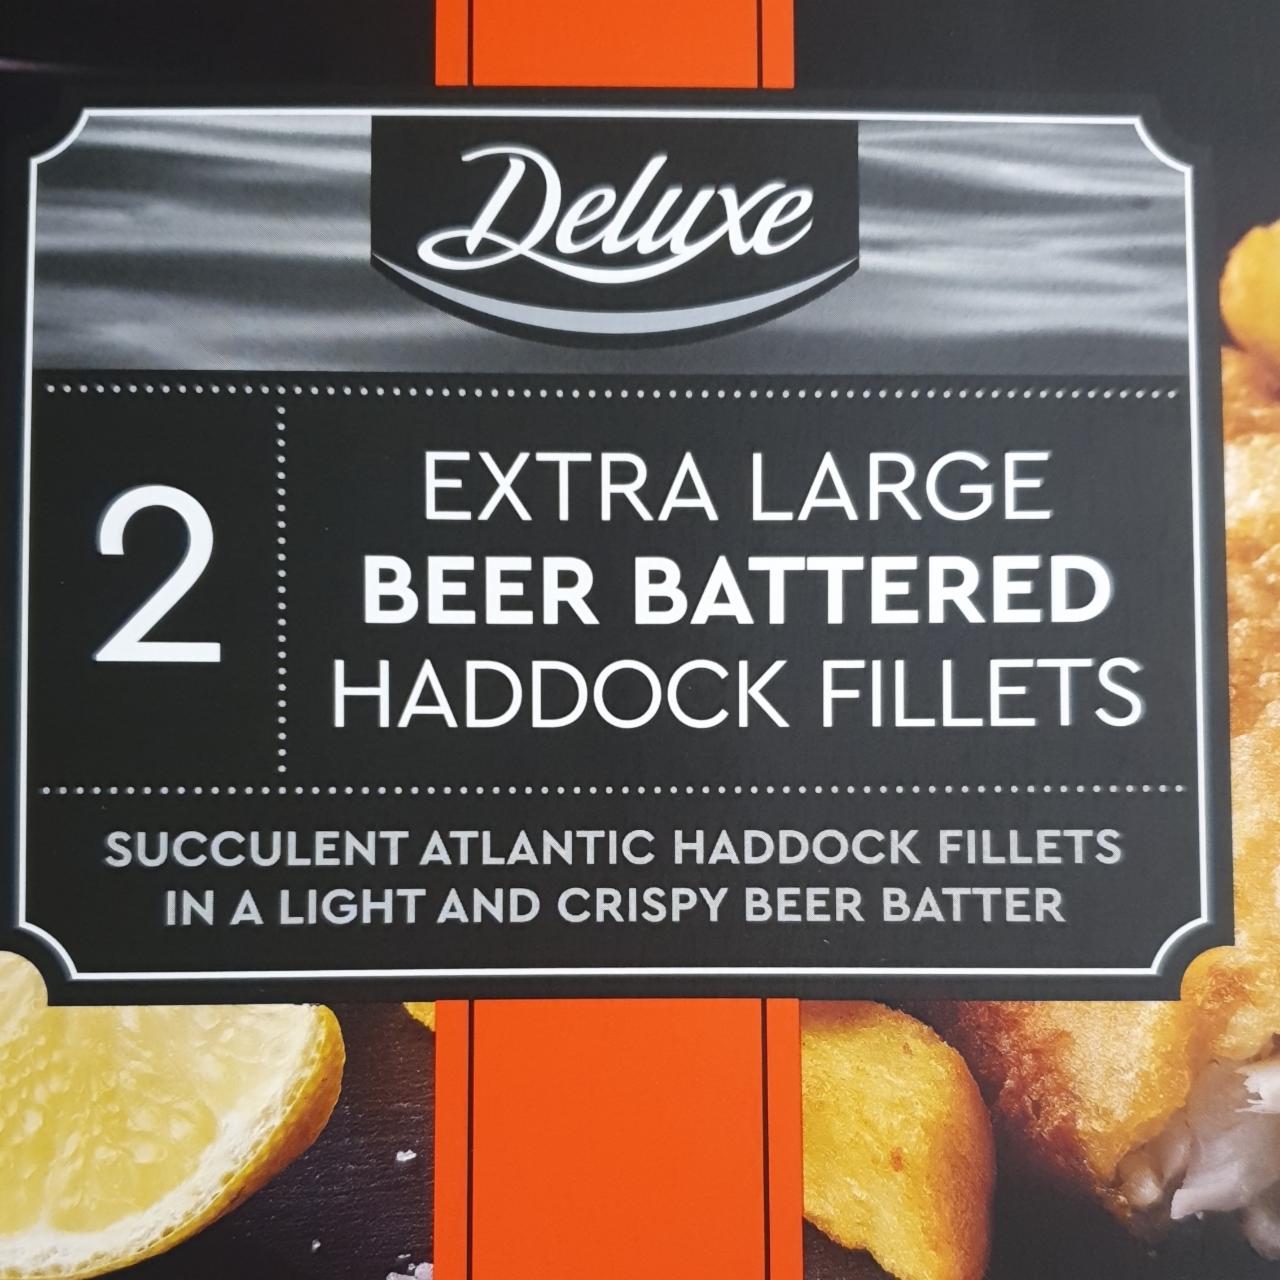 Deluxe
2
EXTRA LARGE
BEER BATTERED
HADDOCK FILLETS
SUCCULENT ATLANTIC HADDOCK FILLETS
IN A LIGHT AND CRISPY BEER BATTER